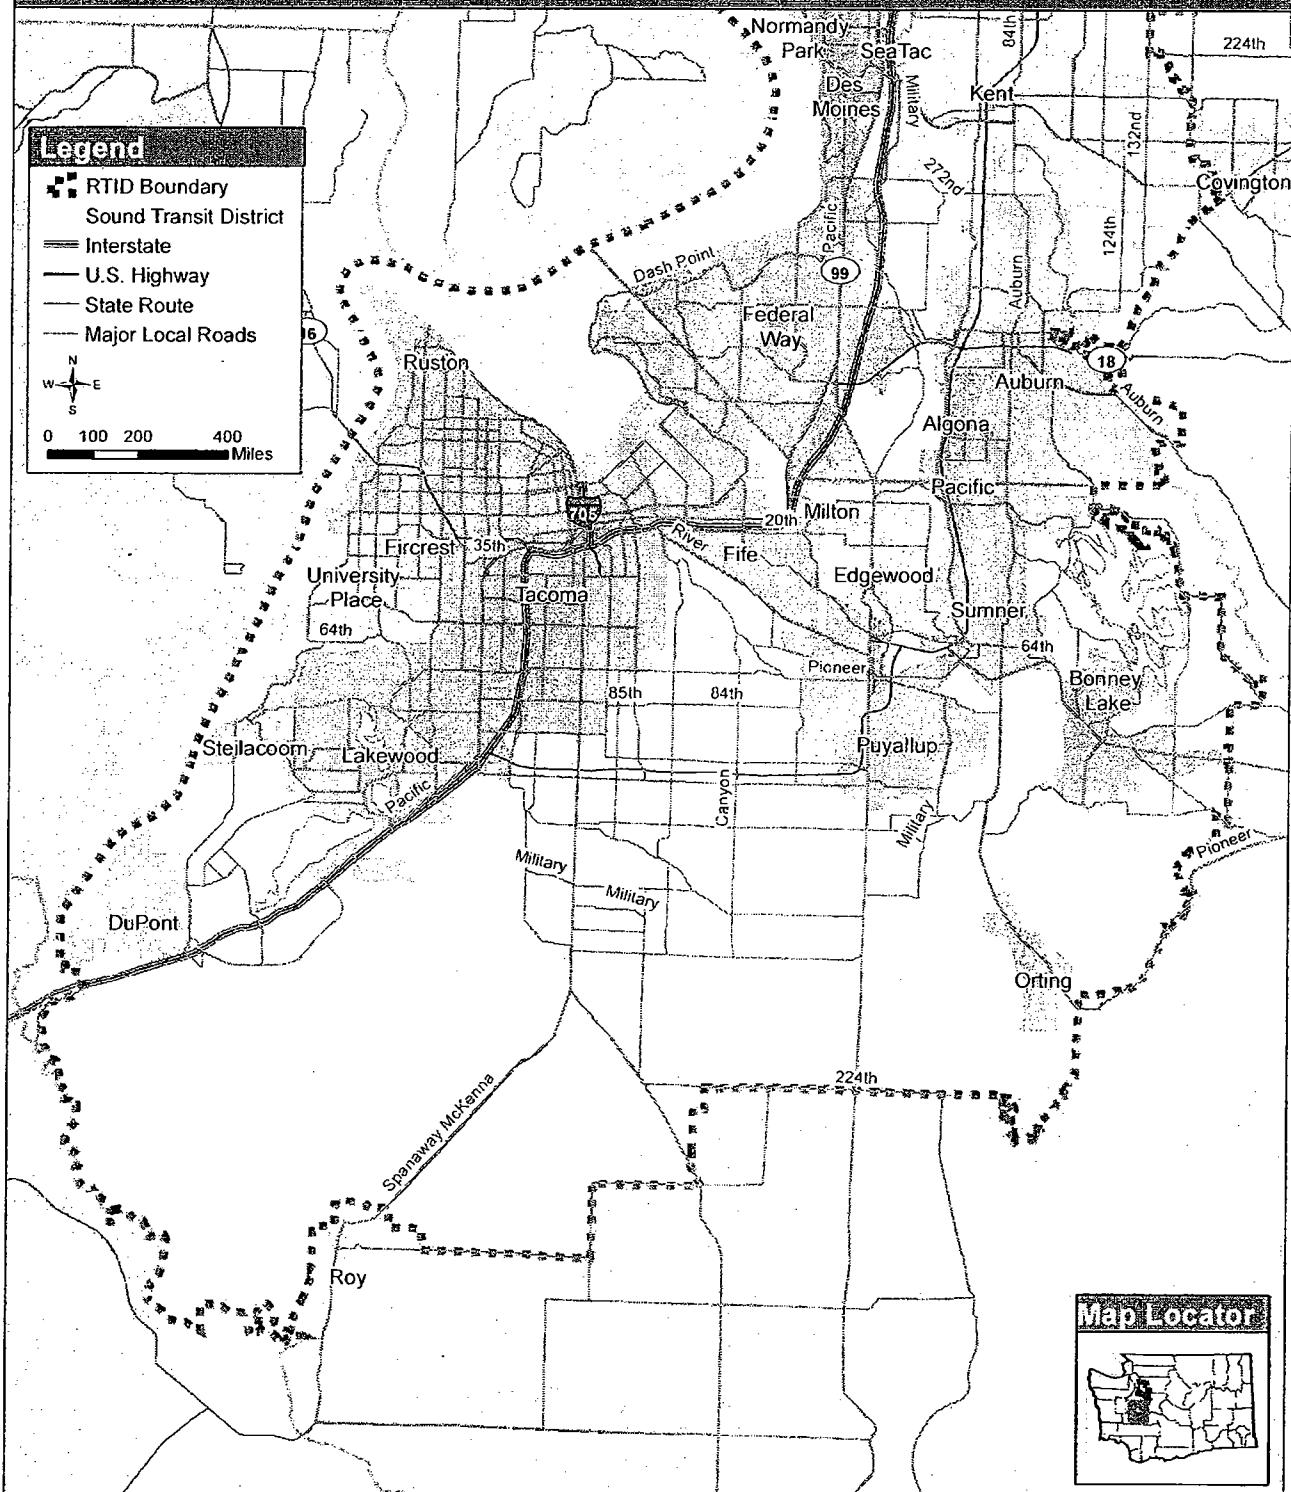 Normandy
Park
SeaTac
84th
224th
Des
Moines
Military
Kent
132nd
272nd
Covington
Legend
RTID Boundary
Sound Transit District
Interstate
U.S. Highway
State Route
Major Local Roads
N
W E
S
0 100 200 400
Miles
16
Pacific
124th
Dash Point
99
Auburn
Federal
Way
Ruston
18
Auburn
Auburn
Algona
Pacific
705
20th
Milton
River
Fife
Fircrest
35th
University
Place
Tacoma
Edgewood
Sumner
64th
64th
Pioneer
Bonney
Lake
85th
84th
Steilacoom
Lakewood
Puyallup
Pacific
Canyon
Military
Pioneer
Military
Military
DuPont
Orting
224th
Spanaway McKenna
Roy
Map Locator